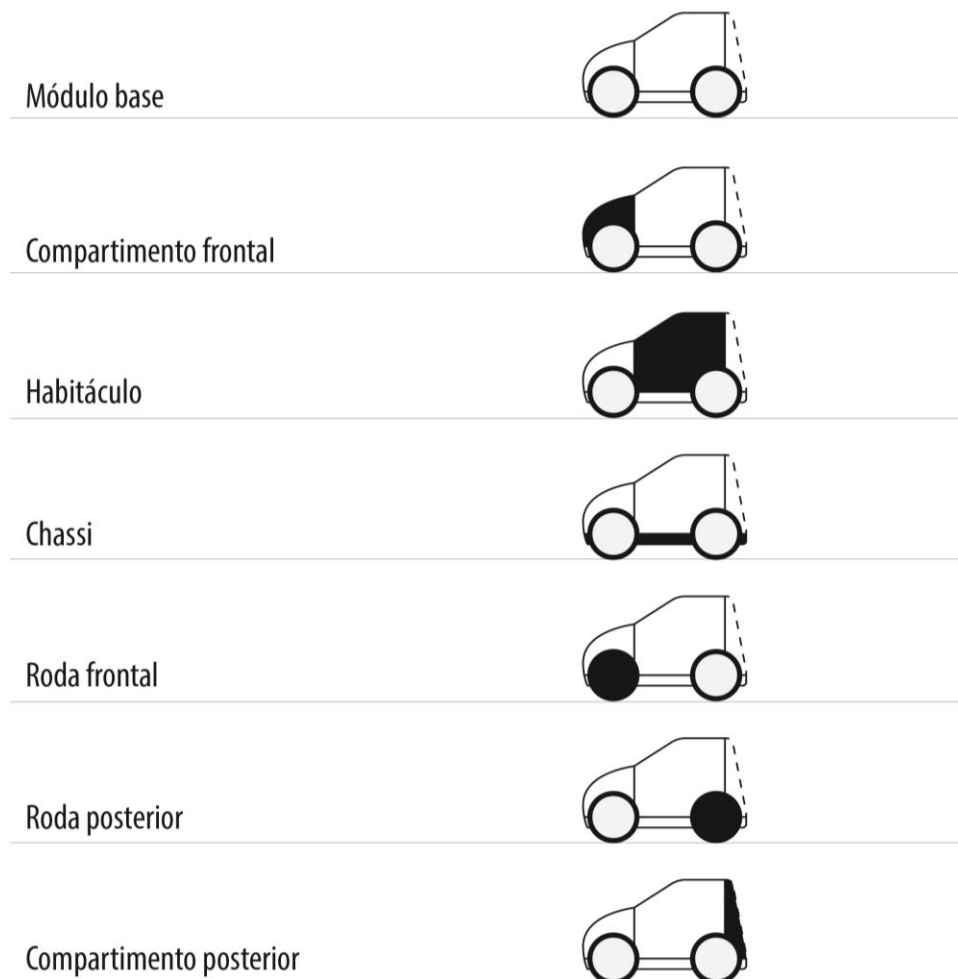 Módulo base
Compartimento frontal
Habitáculo
Chassi
Roda frontal
Roda posterior
Compartimento posterior